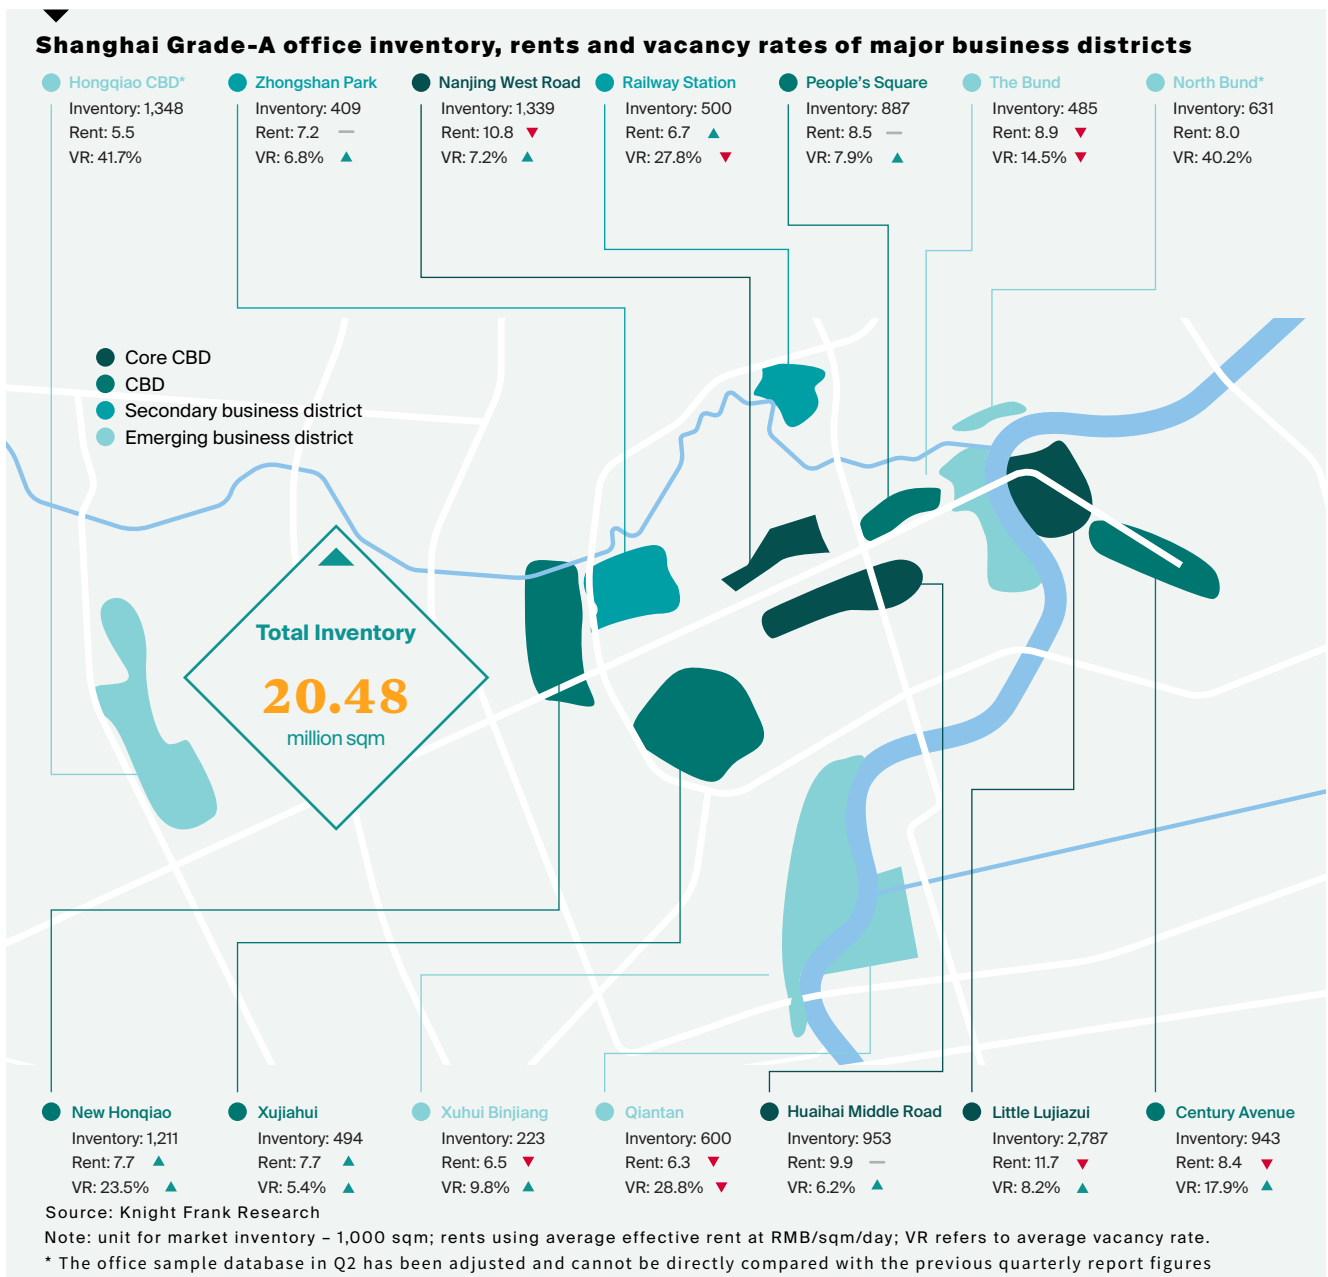 Shanghai Grade-A office inventory, rents and vacancy rates of major business districts
Hongqiao CBD*
Inventory: 1,348
Rent: 5.5
VR: 41.7%
Zhongshan Park
Inventory: 409
Rent: 7.2
VR: 6.8%
Nanjing West Road
Inventory: 1,339
Rent: 10.8
VR: 7.2%
Railway Station
Inventory: 500
Rent: 6.7
VR: 27.8%
People's Square
Inventory: 887
Rent: 8.5
VR: 7.9%
The Bund
Inventory: 485
Rent: 8.9
VR: 14.5%
North Bund*
Inventory: 631
Rent: 8.0
VR: 40.2%
Core CBD
CBD
Secondary business district
Emerging business district
Total Inventory
20.48
million sqm
New Honqiao
Inventory: 1,211
Rent: 7.7
VR: 23.5%
Xujiahui
Inventory: 494
Rent: 7.7
VR: 5.4%
Xuhui Binjiang
Inventory: 223
Rent: 6.5
VR: 9.8%
Qiantan
Inventory: 600
Rent: 6.3
VR: 28.8%
Huaihai Middle Road
Inventory: 953
Rent: 9.9
VR: 6.2%
Little Lujiazui
Inventory: 2,787
Rent: 11.7
VR: 8.2%
Century Avenue
Inventory: 943
Rent: 8.4
VR: 17.9%
Source: Knight Frank Research
Note: unit for market inventory – 1,000 sqm; rents using average effective rent at RMB/sqm/day; VR refers to average vacancy rate.
* The office sample database in Q2 has been adjusted and cannot be directly compared with the previous quarterly report figures